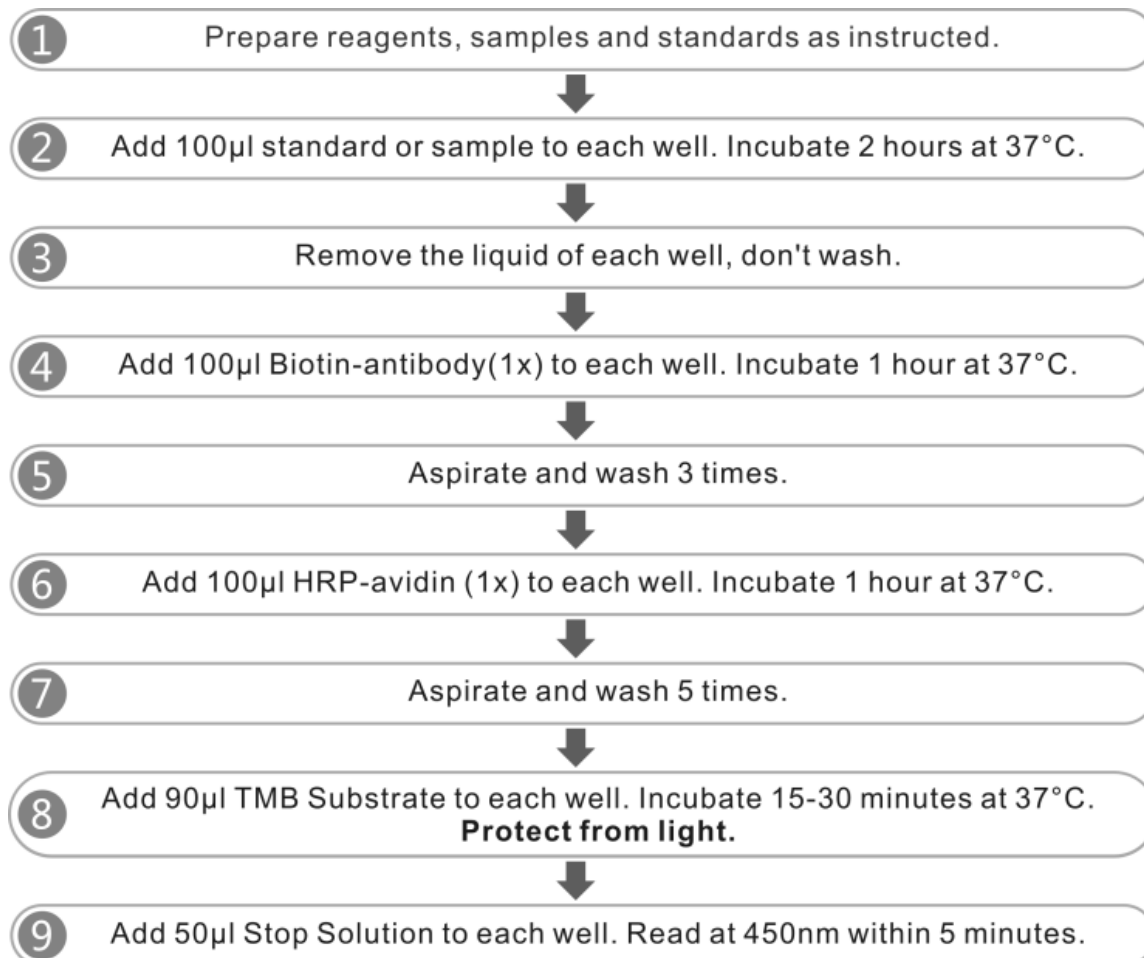 1 Prepare reagents, samples and standards as instructed.
2 Add 100μl standard or sample to each well. Incubate 2 hours at 37°C.
3 Remove the liquid of each well, don't wash.
4 Add 100μl Biotin-antibody(1x) to each well. Incubate 1 hour at 37°C.
5 Aspirate and wash 3 times.
6 Add 100μl HRP-avidin (1x) to each well. Incubate 1 hour at 37°C.
7 Aspirate and wash 5 times.
8 Add 90μl TMB Substrate to each well. Incubate 15-30 minutes at 37°C.
Protect from light.
9 Add 50μl Stop Solution to each well. Read at 450nm within 5 minutes.